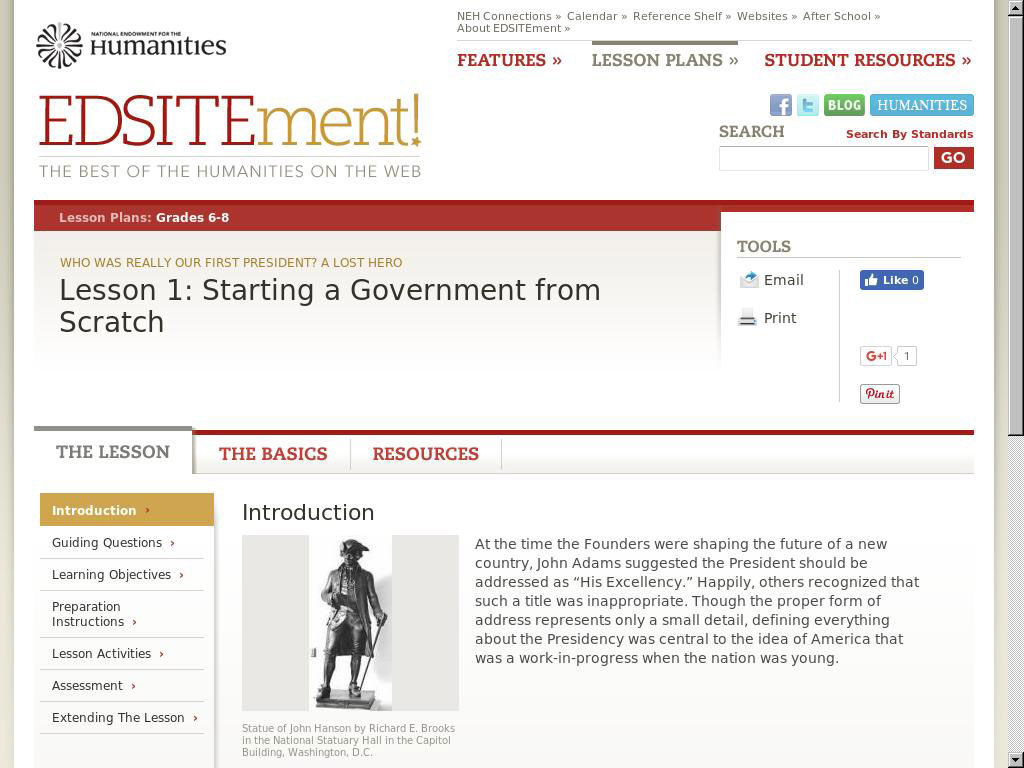 NEH Connections » Calendar » Reference Shelf » Websites » After School »
About EDSITEment »
NATIONAL ENDOWMENT FOR THE
Humanities
FEATURES » LESSON PLANS » STUDENT RESOURCES »
EDSITEment!
THE BEST OF THE HUMANITIES ON THE WEB
f t BLOG HUMANITIES
SEARCH Search By Standards
GO
Lesson Plans: Grades 6-8
WHO WAS REALLY OUR FIRST PRESIDENT? A LOST HERO
Lesson 1: Starting a Government from
Scratch
TOOLS
Email
Print
Like 0
G+1 1
Pin it
THE LESSON THE BASICS RESOURCES
Introduction ›
Guiding Questions ›
Learning Objectives ›
Preparation
Instructions ›
Lesson Activities ›
Assessment ›
Extending The Lesson ›
Introduction
At the time the Founders were shaping the future of a new
country, John Adams suggested the President should be
addressed as “His Excellency.” Happily, others recognized that
such a title was inappropriate. Though the proper form of
address represents only a small detail, defining everything
about the Presidency was central to the idea of America that
was a work-in-progress when the nation was young.
Statue of John Hanson by Richard E. Brooks
in the National Statuary Hall in the Capitol
Building, Washington, D.C.